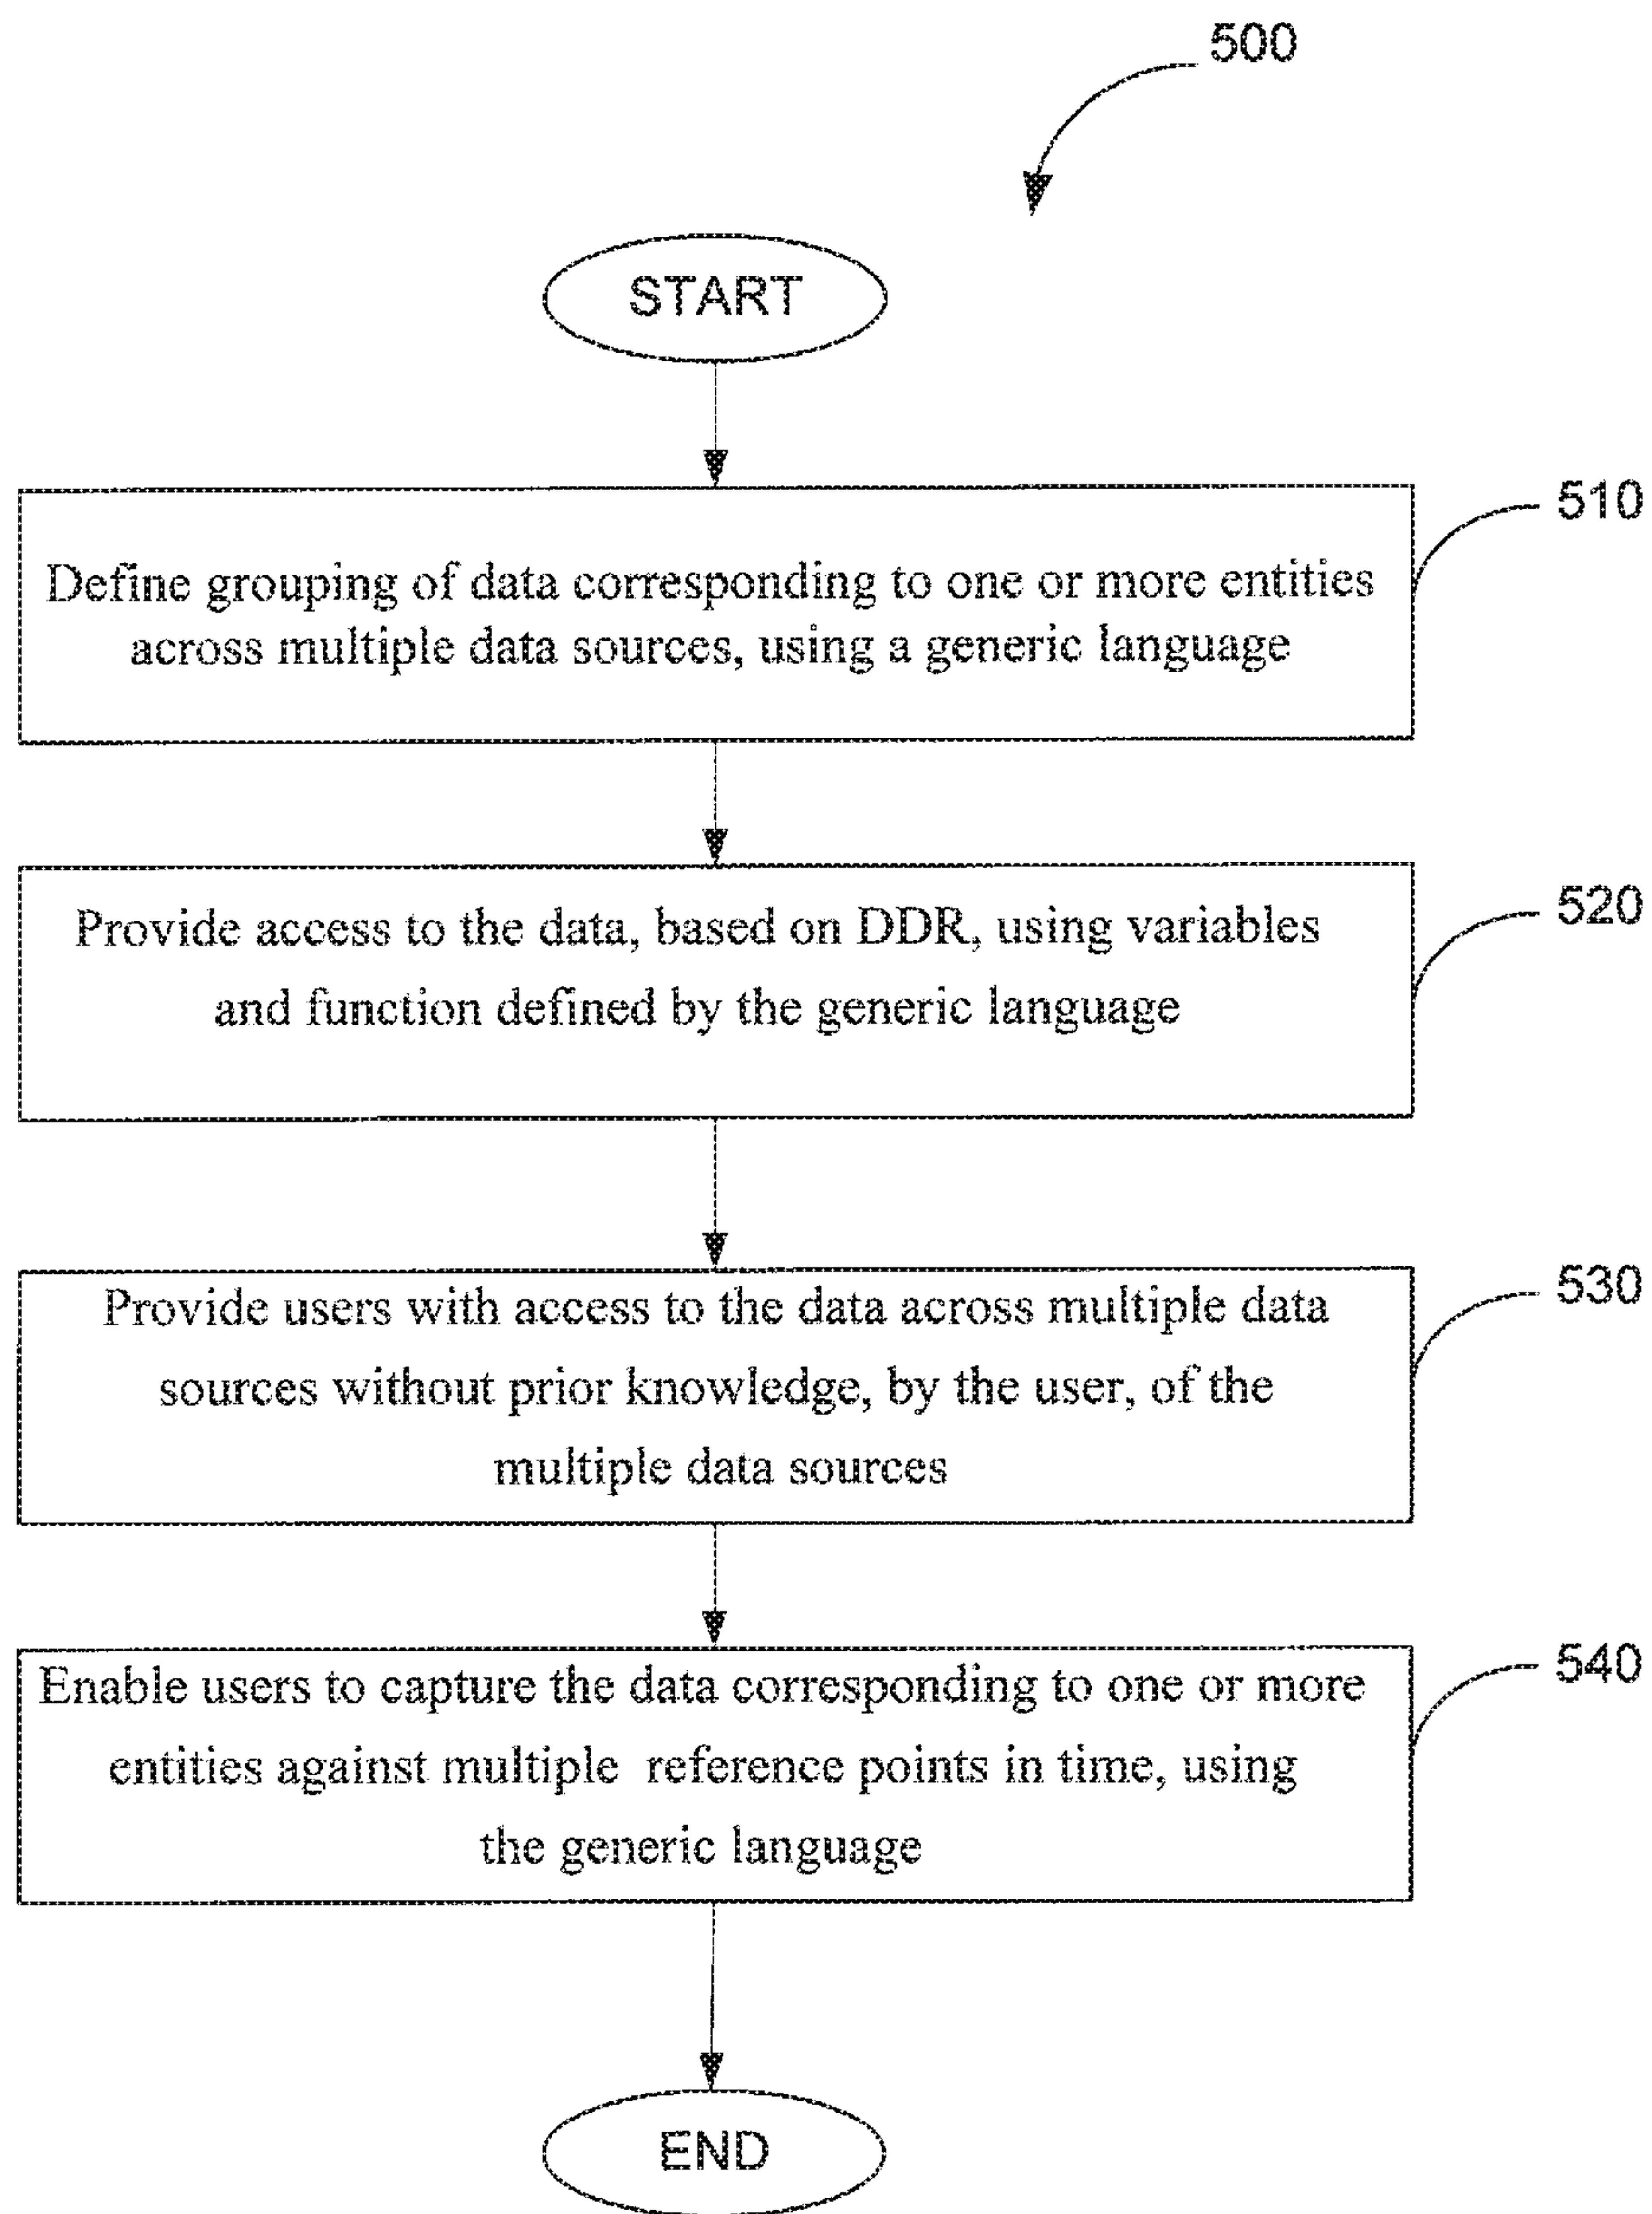 500
START
510
Define grouping of data corresponding to one or more entities
across multiple data sources, using a generic language
520
Provide access to the data, based on DDR, using variables
and function defined by the generic language
530
Provide users with access to the data across multiple data
sources without prior knowledge, by the user, of the
multiple data sources
540
Enable users to capture the data corresponding to one or more
entities against multiple reference points in time, using
the generic language
END